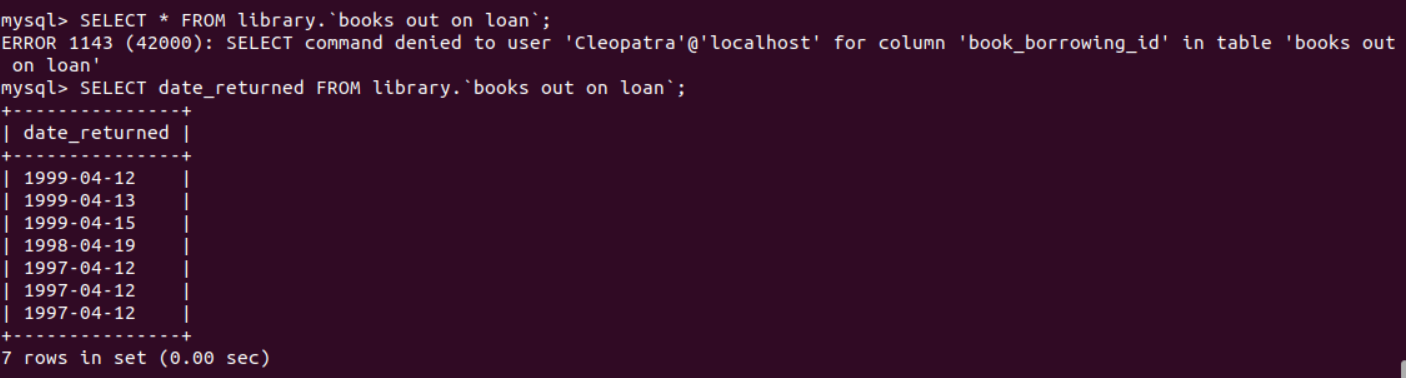 mysql> SELECT * FROM library.`books out on loan`;
ERROR 1143 (42000): SELECT command denied to user 'Cleopatra'@'localhost' for column 'book_borrowing_id' in table 'books out
 on loan'
mysql> SELECT date_returned FROM library.`books out on loan`;
+---------------+
| date_returned |
+---------------+
| 1999-04-12    |
| 1999-04-13    |
| 1999-04-15    |
| 1998-04-19    |
| 1997-04-12    |
| 1997-04-12    |
| 1997-04-12    |
+---------------+
7 rows in set (0.00 sec)